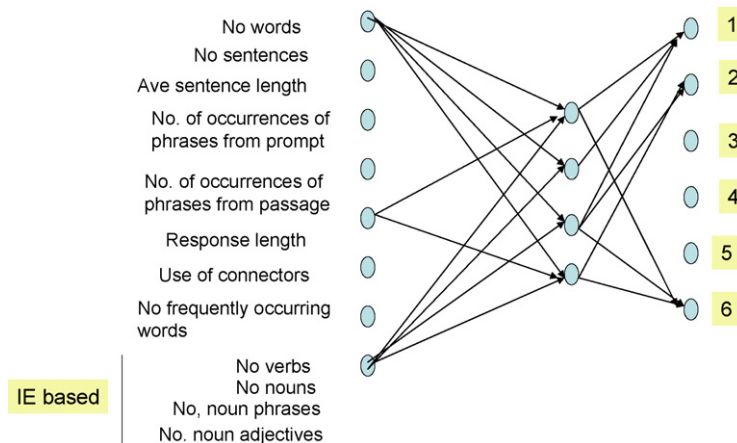 No words
No sentences
Ave sentence length
No. of occurrences of
phrases from prompt
No. of occurrences of
phrases from passage
Response length
Use of connectors
No frequently occurring
words
IE based
No verbs
No nouns
No, noun phrases
No. noun adjectives
1
2
3
4
5
6